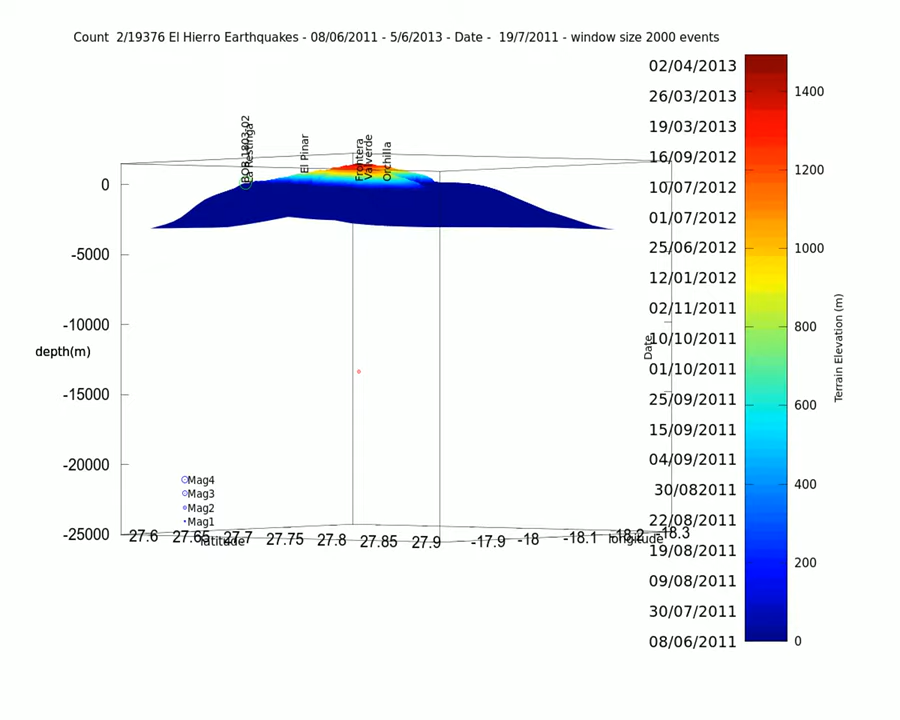 Count 2/19376 El Hierro Earthquakes - 08/06/2011 - 5/6/2013 - Date - 19/7/2011 - window size 2000 events
BOB 1803-02
La Restinga
El Pinar
Frontera
Valverde
Orchilla
0
-5000
-10000
depth(m)
-15000
-20000
-25000
Mag4
Mag3
Mag2
Mag1
27.6
27.65
27.7
27.75
27.8
27.85
27.9
latitude
-17.9
-18
-18.1
-18.2
-18.3
longitude
Date
02/04/2013
26/03/2013
19/03/2013
16/09/2012
10/07/2012
01/07/2012
25/06/2012
12/01/2012
02/11/2011
10/10/2011
01/10/2011
25/09/2011
15/09/2011
04/09/2011
30/082011
22/08/2011
19/08/2011
09/08/2011
30/07/2011
08/06/2011
1400
1200
1000
800
600
400
200
0
Terrain Elevation (m)